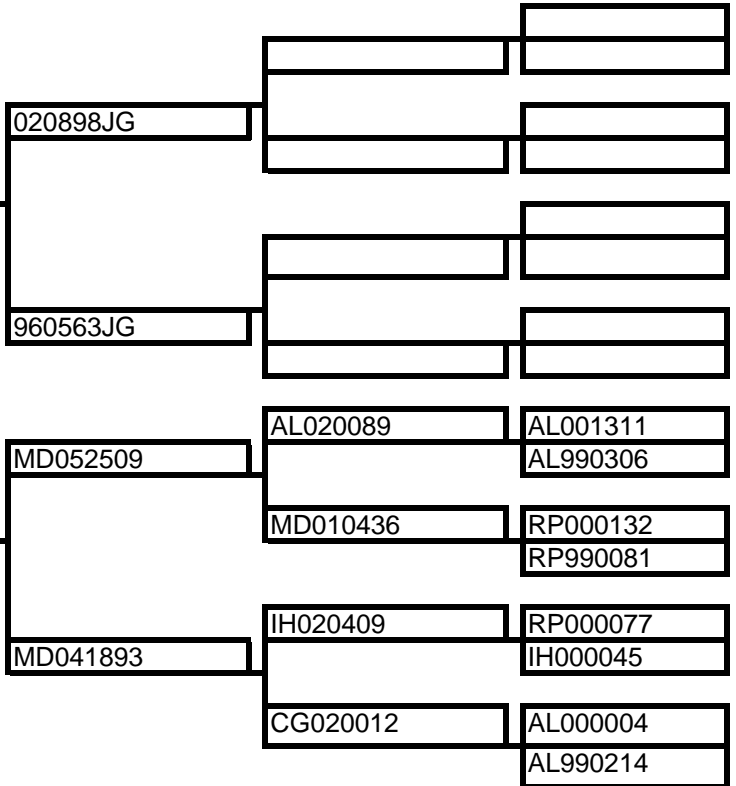 020898JG
960563JG
AL020089 AL001311
MD052509 AL990306
MD010436 RP000132
RP990081
IH020409 RP000077
MD041893 IH000045
CG020012 AL000004
AL990214